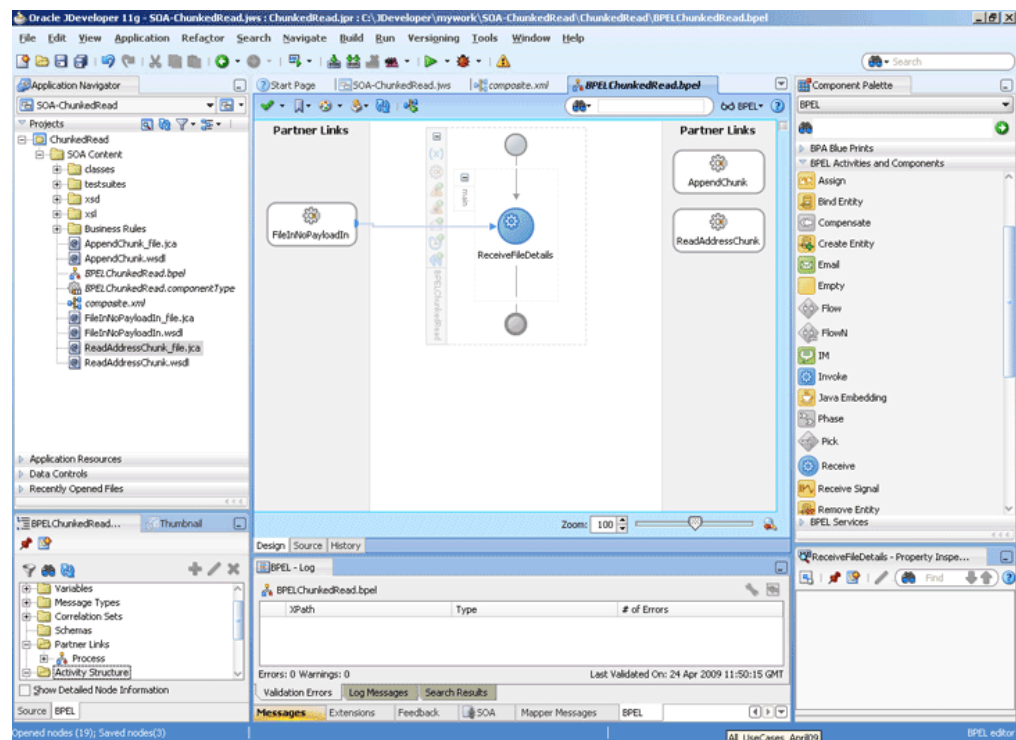 Oracle JDeveloper 11g - SOA-ChunkedRead.jws : ChunkedRead.jpr : C:\JDeveloper\mywork\SOA-ChunkedRead\ChunkedRead\BPELChunkedRead.bpel
File Edit View Application Refactor Search Navigate Build Run Versioning Tools Window Help
Search
Application Navigator
SOA-ChunkedRead
Projects
ChunkedRead
SOA Content
classes
testsuites
xsd
xsl
Business Rules
AppendChunk_file.jca
AppendChunk.wsdl
BPELChunkedRead.bpel
BPELChunkedRead.componentType
composite.xml
FileInNoPayloadIn_file.jca
FileInNoPayloadIn.wsdl
ReadAddressChunk_file.jca
ReadAddressChunk.wsdl
Application Resources
Data Controls
Recently Opened Files
BPELChunkedRead...
Thumbnail
Variables
Message Types
Correlation Sets
Schemas
Partner Links
Process
Activity Structure
Show Detailed Node Information
Source BPEL
Start Page SOA-ChunkedRead.jws composite.xml BPELChunkedRead.bpel
BPEL
Partner Links
FileInNoPayloadIn
main
ReceiveFileDetails
BPELChunkedRead
Partner Links
AppendChunk
ReadAddressChunk
Zoom: 100
Design Source History
BPEL - Log
BPELChunkedRead.bpel
XPath Type # of Errors
Errors: 0 Warnings: 0 Last Validated On: 24 Apr 2009 11:50:15 GMT
Validation Errors Log Messages Search Results
Messages Extensions Feedback SOA Mapper Messages BPEL
Component Palette
BPEL
BPA Blue Prints
BPEL Activities and Components
Assign
Bind Entity
Compensate
Create Entity
Email
Empty
Flow
FlowN
IM
Invoke
Java Embedding
Phase
Pick
Receive
Receive Signal
Remove Entity
BPEL Services
ReceiveFileDetails - Property Inspe...
Find
Opened nodes (19); Saved nodes(3)
All_UseCases_April09
BPEL editor